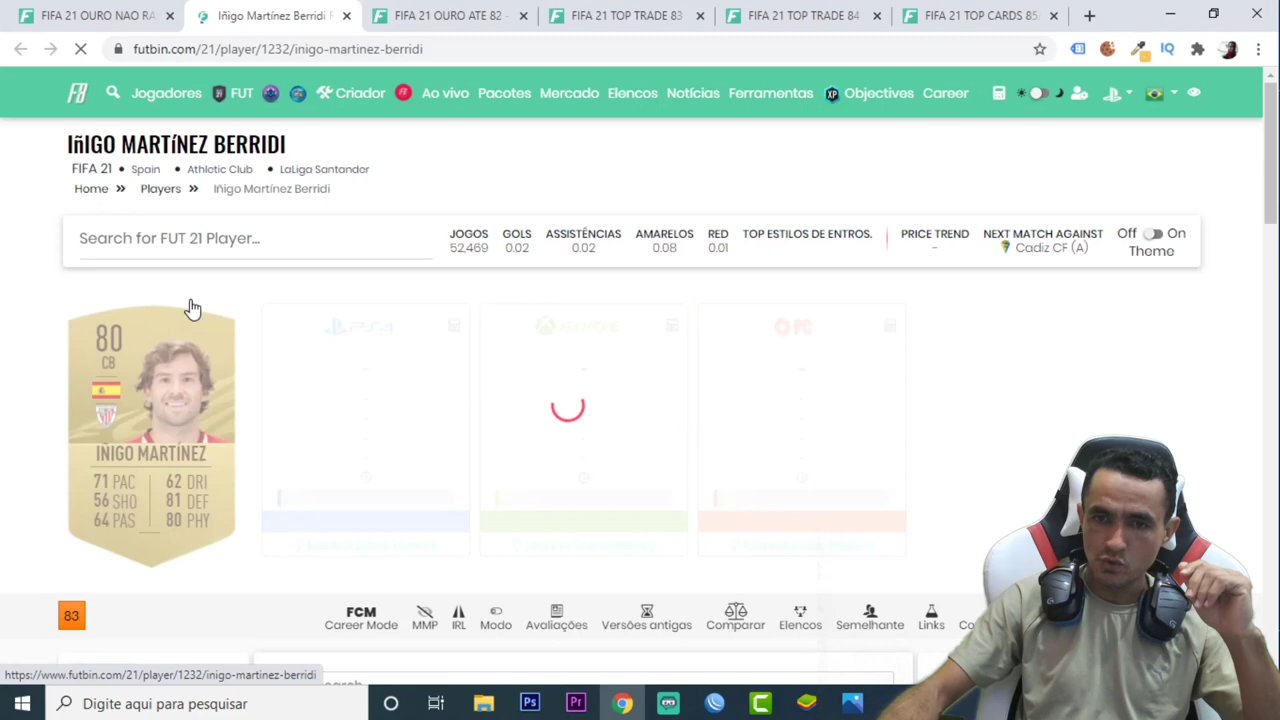 FIFA 21 OURO NAO RA
Iñigo Martínez Berridi F
FIFA 21 OURO ATE 82 -
FIFA 21 TOP TRADE 83
FIFA 21 TOP TRADE 84
FIFA 21 TOP CARDS 85/
futbin.com/21/player/1232/inigo-martinez-berridi
Jogadores FUT Criador Ao vivo Pacotes Mercado Elencos Notícias Ferramentas XP Objectives Career
IñIGO MARTíNEZ BERRIDI
FIFA 21 • Spain • Athletic Club • LaLiga Santander
Home » Players » Iñigo Martínez Berridi
Search for FUT 21 Player...
JOGOS GOLS ASSISTÊNCIAS AMARELOS RED TOP ESTILOS DE ENTROS. PRICE TREND NEXT MATCH AGAINST Off On
52,469 0.02 0.02 0.08 0.01 - Cadiz CF (A) Theme
80
CB
IÑIGO MARTÍNEZ
71 PAC 62 DRI
56 SHO 81 DEF
64 PAS 80 PHY
PS4
XBOX ONE
PC
83
FCM
Career Mode MMP IRL Modo Avaliações Versões antigas Comparar Elencos Semelhante Links
https://www.futbin.com/21/player/1232/inigo-martinez-berridi
Digite aqui para pesquisar